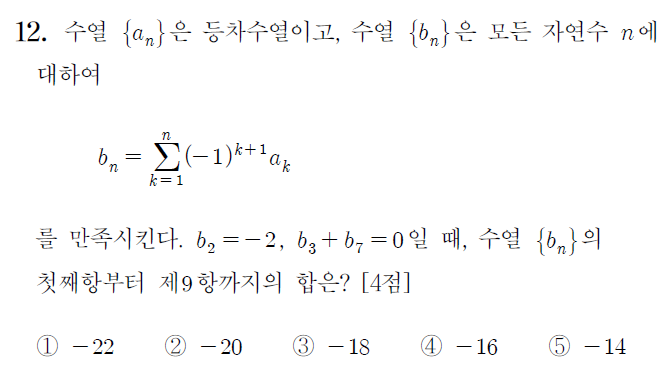 12. 수열 {aₙ}은 등차수열이고, 수열 {bₙ}은 모든 자연수 n에
대하여
bₙ = ∑_{k=1}^{n} (−1)^{k+1} aₖ
를 만족시킨다. b₂ = −2, b₃ + b₇ = 0일 때, 수열 {bₙ}의
첫째항부터 제9항까지의 합은? [4점]
① −22 ② −20 ③ −18 ④ −16 ⑤ −14